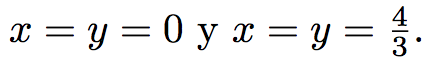 x = y = 0 y x = y = 4/3.